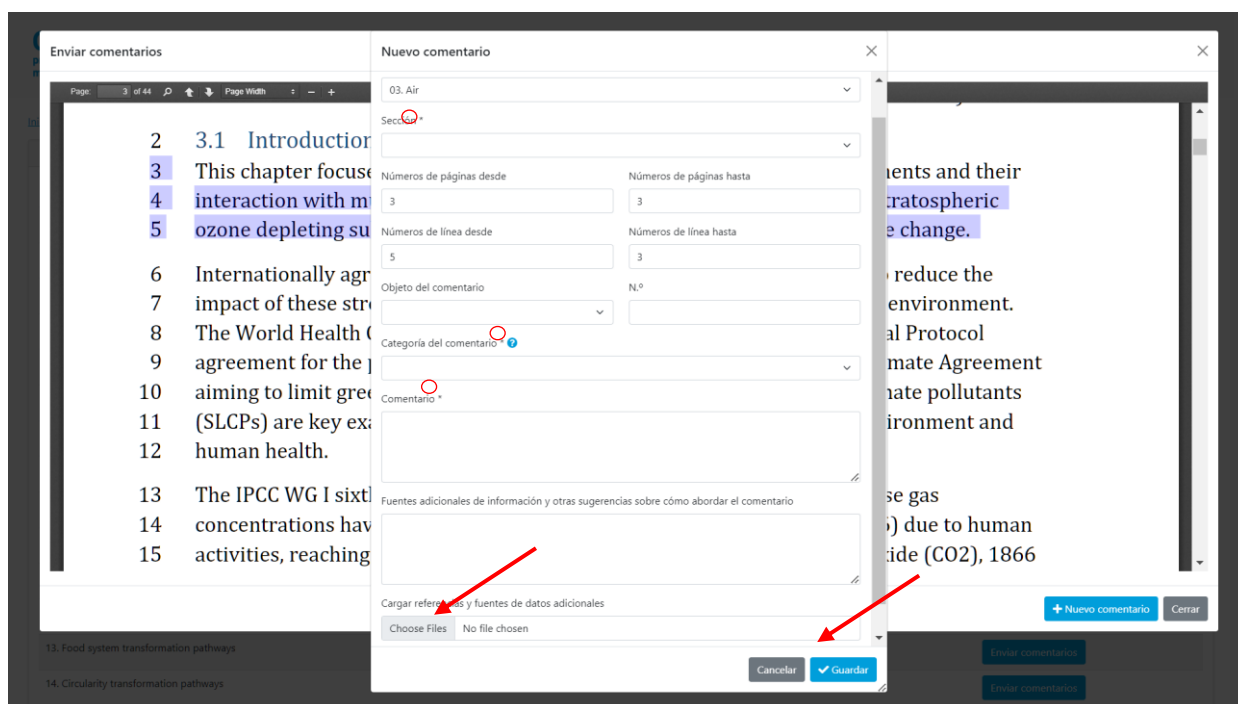 Enviar comentarios
Nuevo comentario
Page: 3 of 44 Page Width
03. Air
Sección *
2 3.1 Introduction
3 This chapter focuse
ents and their
Números de páginas desde Números de páginas hasta
4 interaction with
3 3
5 ozone depleting su
e change.
Números de línea desde Números de línea hasta
5 3
6 Internationally agr
reduce the
Objeto del comentario N.º
7 impact of these stre
environment.
8 The World Health
al Protocol
Categoría del comentario *
9 agreement for the
mate Agreement
10 aiming to limit gree
ate pollutants
Comentario *
11 (SLCPs) are key exa
ironment and
12 human health.
13 The IPCC WG I sixt
se gas
Fuentes adicionales de información y otras sugerencias sobre cómo abordar el comentario
14 concentrations hav
) due to human
15 activities, reaching
ide (CO2), 1866
Cargar referencias y fuentes de datos adicionales
Choose Files No file chosen
+ Nuevo comentario Cerrar
13. Food system transformation pathways Enviar comentarios
Cancelar Guardar
14. Circularity transformation pathways Enviar comentarios